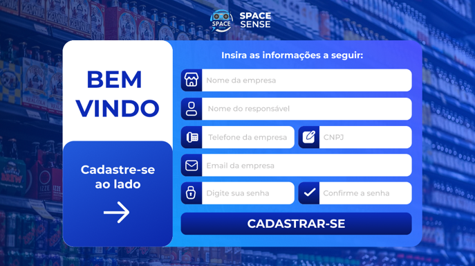 SPACE
SPACE
SENSE
BEM
VINDO
Cadastre-se
ao lado
Insira as informações a seguir:
Nome da empresa
Nome do responsável
Telefone da empresa
CNPJ
Email da empresa
Digite sua senha
Confirme a senha
CADASTRAR-SE